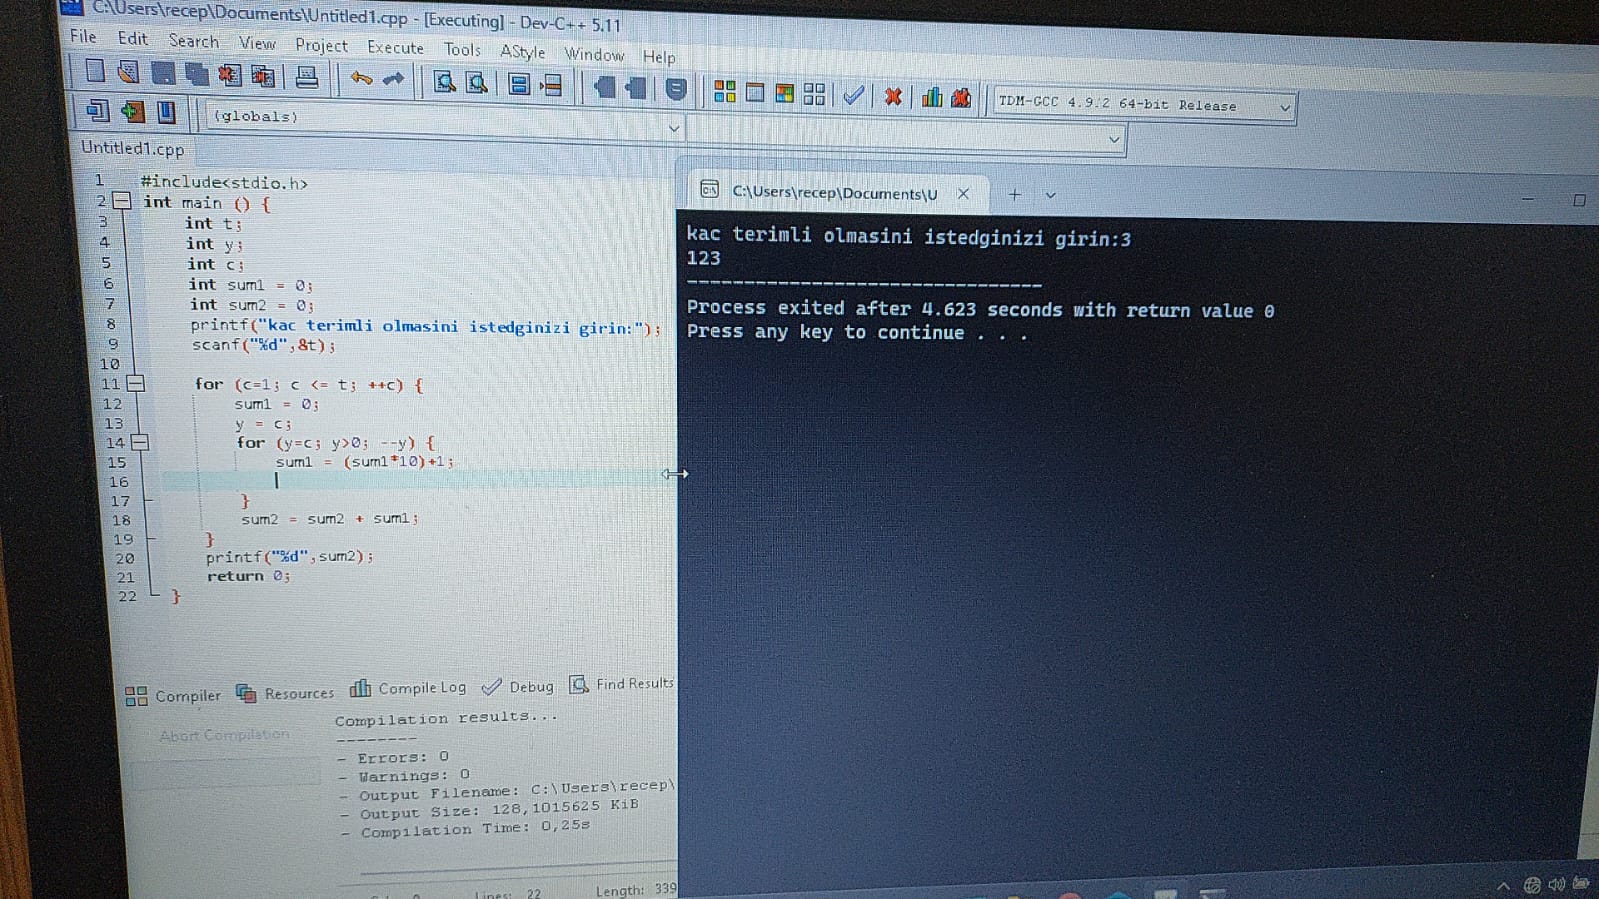 C:\Users\recep\Documents\Untitled1.cpp - [Executing] - Dev-C++ 5.11
File Edit Search View Project Execute Tools AStyle Window Help
TDM-GCC 4.9.2 64-bit Release
(globals)
Untitled1.cpp
1 #include<stdio.h>
2 int main () {
3 int t;
4 int y;
5 int c;
6 int sum1 = 0;
7 int sum2 = 0;
8 printf("kac terimli olmasini istedginizi girin:");
9 scanf("%d",&t);
10
11 for (c=1; c <= t; ++c) {
12 sum1 = 0;
13 y = c;
14 for (y=c; y>0; --y) {
15 sum1 = (sum1*10)+1;
16
17 }
18 sum2 = sum2 + sum1;
19 }
20 printf("%d",sum2);
21 return 0;
22 }
C:\Users\recep\Documents\U
kac terimli olmasini istedginizi girin:3
123
--------------------------------
Process exited after 4.623 seconds with return value 0
Press any key to continue . . .
Compiler Resources Compile Log Debug Find Results
Abort Compilation
Compilation results...
--------
- Errors: 0
- Warnings: 0
- Output Filename: C:\Users\recep\
- Output Size: 128,1015625 KiB
- Compilation Time: 0,25s
Lines: 22 Length: 339